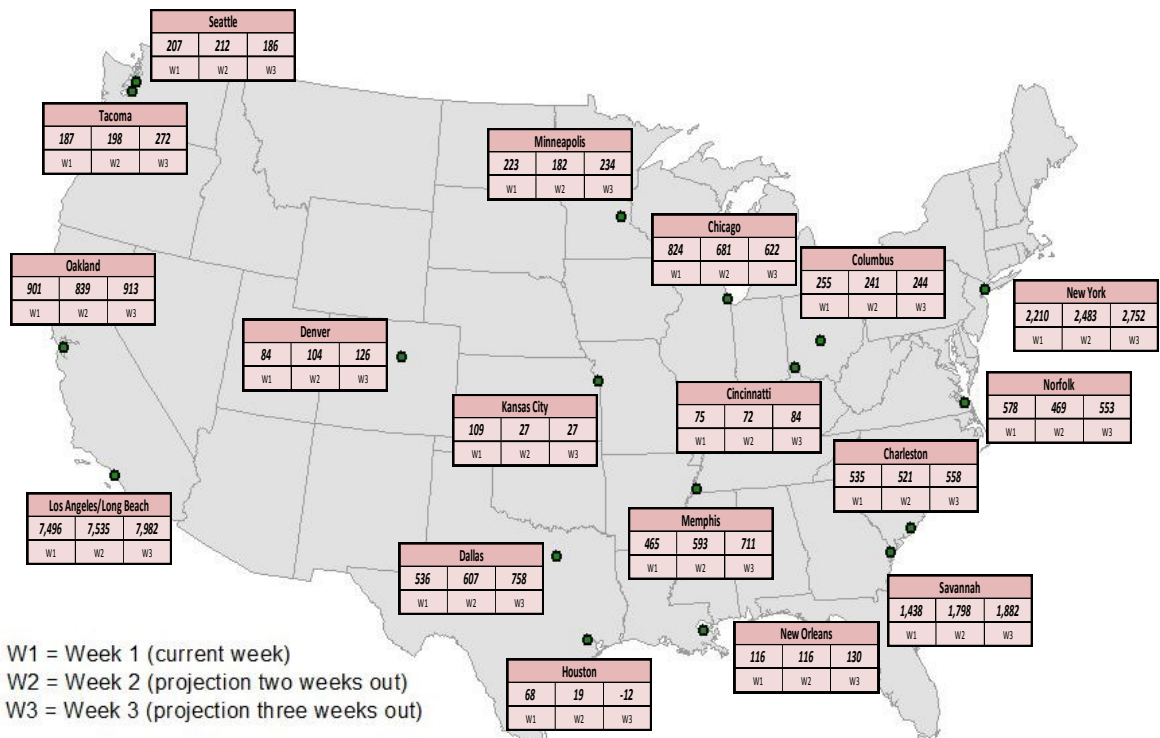 Seattle
207 212 186
W1 W2 W3
Tacoma
187 198 272
W1 W2 W3
Minneapolis
223 182 234
W1 W2 W3
Chicago
824 681 622
W1 W2 W3
Columbus
255 241 244
W1 W2 W3
Oakland
901 839 913
W1 W2 W3
New York
2,210 2,483 2,752
W1 W2 W3
Denver
84 104 126
W1 W2 W3
Norfolk
578 469 553
W1 W2 W3
Cincinnatti
75 72 84
W1 W2 W3
Kansas City
109 27 27
W1 W2 W3
Charleston
535 521 558
W1 W2 W3
Los Angeles/Long Beach
7,496 7,535 7,982
W1 W2 W3
Memphis
465 593 711
W1 W2 W3
Dallas
536 607 758
W1 W2 W3
Savannah
1,438 1,798 1,882
W1 W2 W3
New Orleans
116 116 130
W1 W2 W3
Houston
68 19 -12
W1 W2 W3
W1 = Week 1 (current week)
W2 = Week 2 (projection two weeks out)
W3 = Week 3 (projection three weeks out)